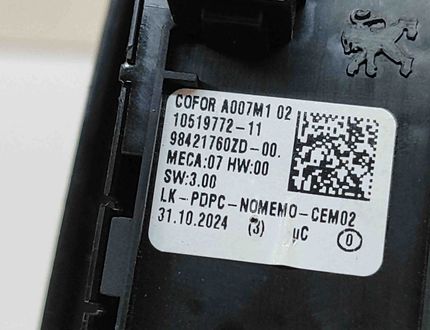 COFOR A007M1 02
10519772-11
98421760ZD-00.
MECA:07 HW:00
SW:3.00
LK-PDPC-NOMEMO-CEM02
31.10.2024 (3) µC 0